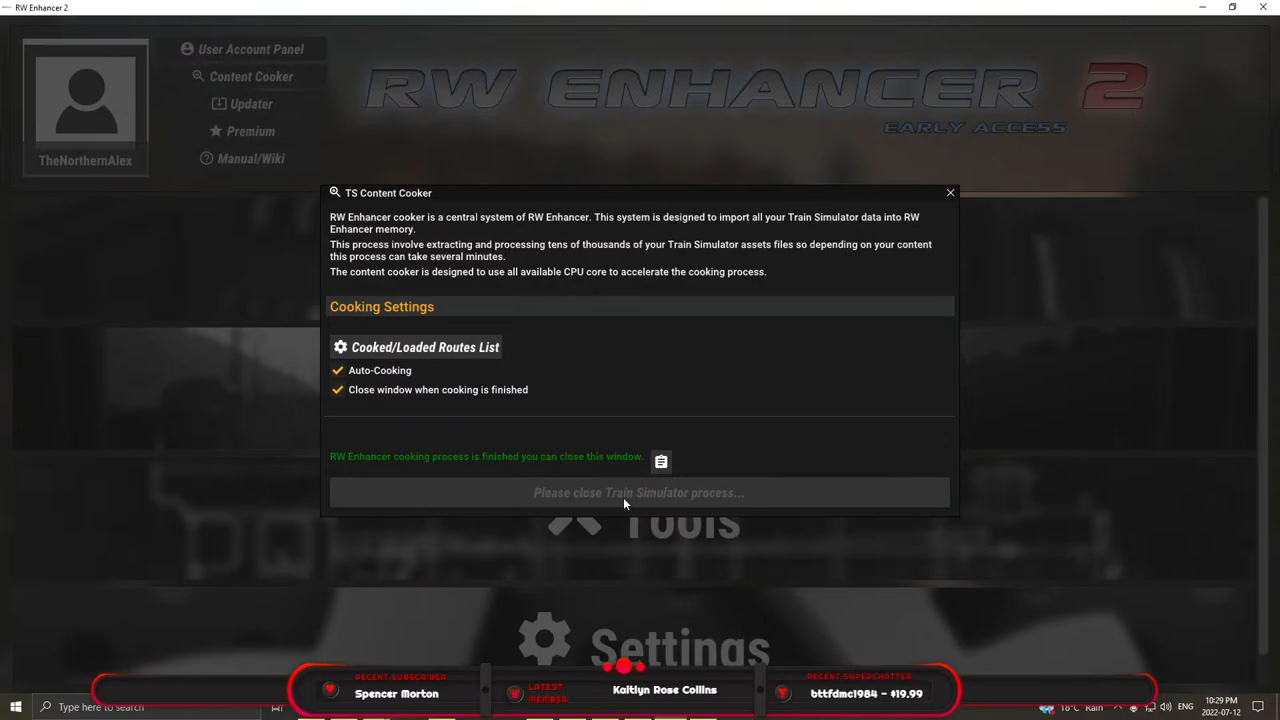 RW Enhancer 2
User Account Panel
Content Cooker
Updater
Premium
Manual/Wiki
TheNorthernAlex
RW ENHANCER 2
EARLY ACCESS
TS Content Cooker
RW Enhancer cooker is a central system of RW Enhancer. This system is designed to import all your Train Simulator data into RW
Enhancer memory.
This process involve extracting and processing tens of thousands of your Train Simulator assets files so depending on your content
this process can take several minutes.
The content cooker is designed to use all available CPU core to accelerate the cooking process.
Cooking Settings
Cooked/Loaded Routes List
Auto-Cooking
Close window when cooking is finished
RW Enhancer cooking process is finished you can close this window.
Please close Train Simulator process...
Tools
Settings
RECENT SUBSCRIBER
Spencer Morton
LATEST
MEMBER:
Kaitlyn Rose Collins
RECENT SUPERCHATTER
bttfdmc1984 - $19.99
Type here to search
18°C Rain
ENG
10:29 PM
2022-07-12